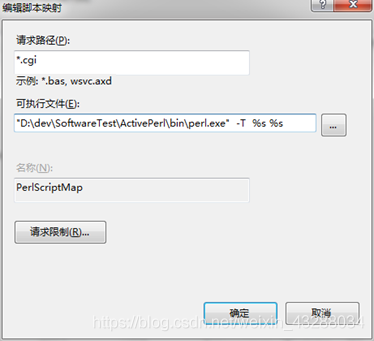 编辑脚本映射
请求路径(P):
*.cgi
示例: *.bas, wsvc.axd
可执行文件(E):
"D:\dev\SoftwareTest\ActivePerl\bin\perl.exe" -T %s %s
...
名称(N):
PerlScriptMap
请求限制(R)...
确定
取消
https://blog.csdn.net/weixin_43288034